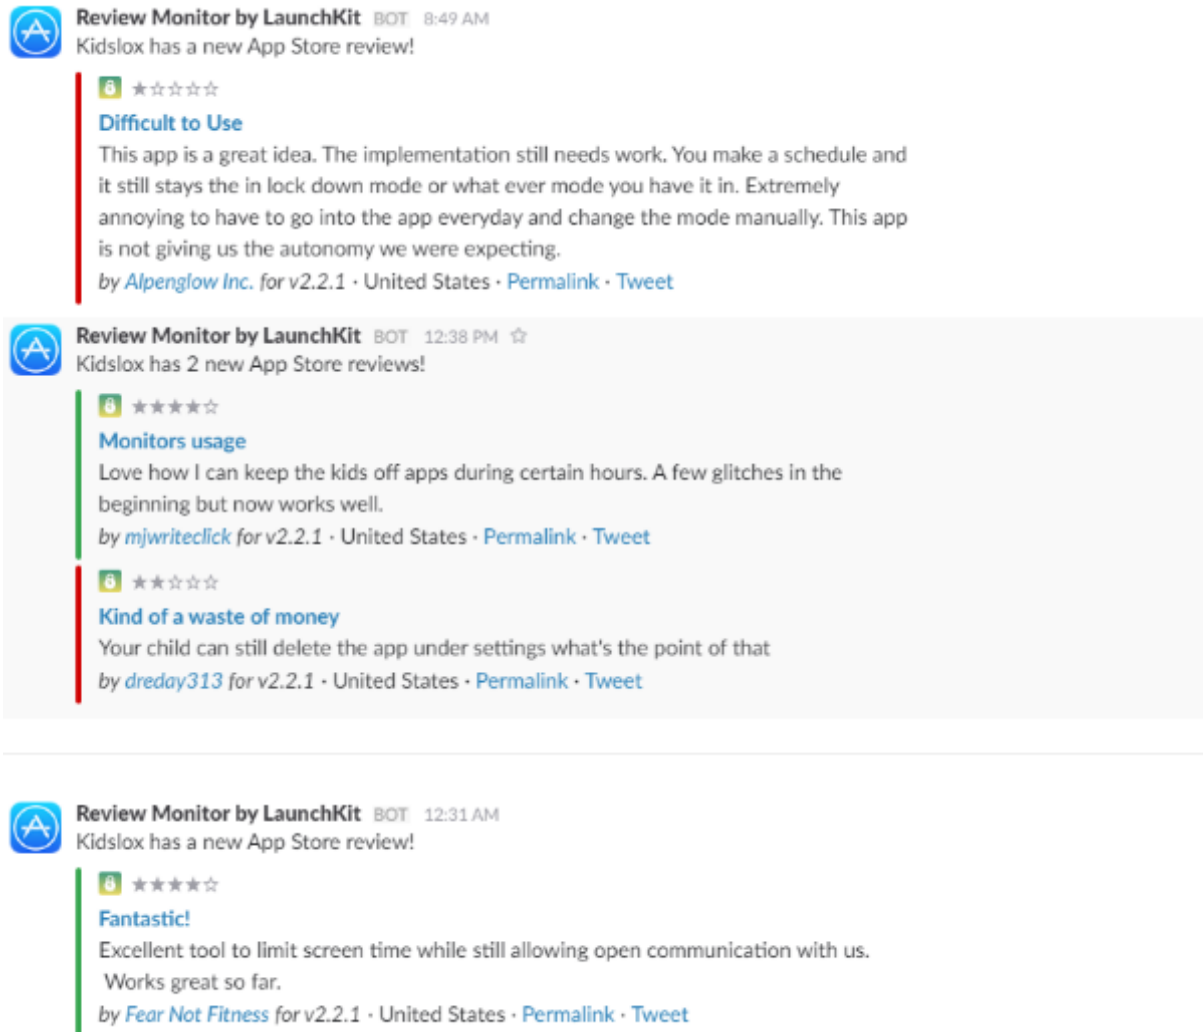 Review Monitor by LaunchKit BOT 8:49 AM
Kidslox has a new App Store review!
★☆☆☆☆
Difficult to Use
This app is a great idea. The implementation still needs work. You make a schedule and
it still stays the in lock down mode or what ever mode you have it in. Extremely
annoying to have to go into the app everyday and change the mode manually. This app
is not giving us the autonomy we were expecting.
by Alpenglow Inc. for v2.2.1 · United States · Permalink · Tweet
Review Monitor by LaunchKit BOT 12:38 PM ☆
Kidslox has 2 new App Store reviews!
★★★★☆
Monitors usage
Love how I can keep the kids off apps during certain hours. A few glitches in the
beginning but now works well.
by mjwriteclick for v2.2.1 · United States · Permalink · Tweet
★★☆☆☆
Kind of a waste of money
Your child can still delete the app under settings what's the point of that
by dreday313 for v2.2.1 · United States · Permalink · Tweet
Review Monitor by LaunchKit BOT 12:31 AM
Kidslox has a new App Store review!
★★★★☆
Fantastic!
Excellent tool to limit screen time while still allowing open communication with us.
Works great so far.
by Fear Not Fitness for v2.2.1 · United States · Permalink · Tweet